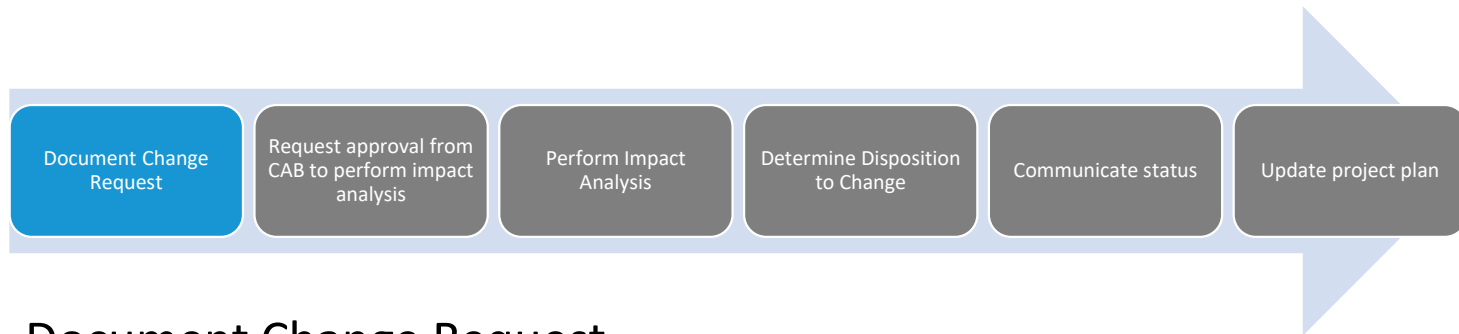 Document Change
Request
Request approval from
CAB to perform impact
analysis
Perform Impact
Analysis
Determine Disposition
to Change
Communicate status
Update project plan
Document Change Request